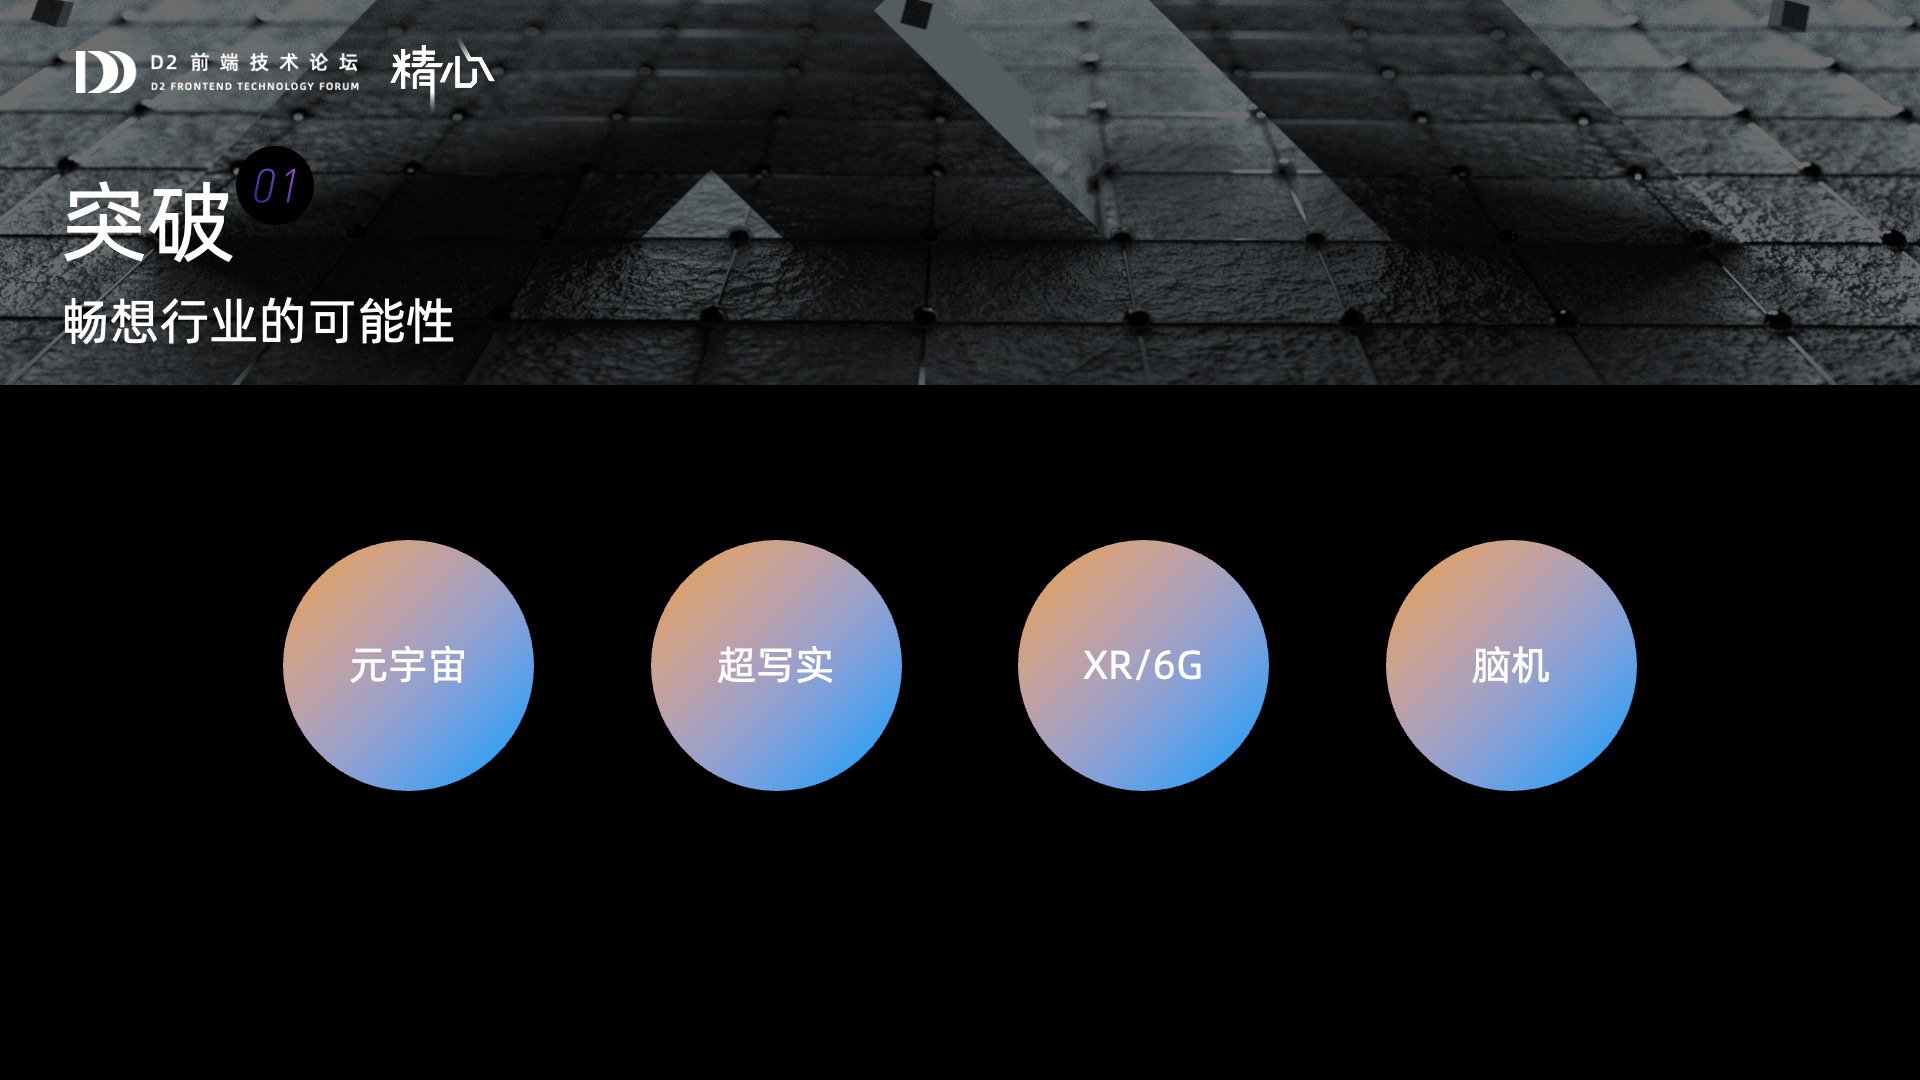 D2 前端技术论坛
D2 FRONTEND TECHNOLOGY FORUM
精心
突破 01
畅想行业的可能性
元宇宙
超写实
XR/6G
脑机